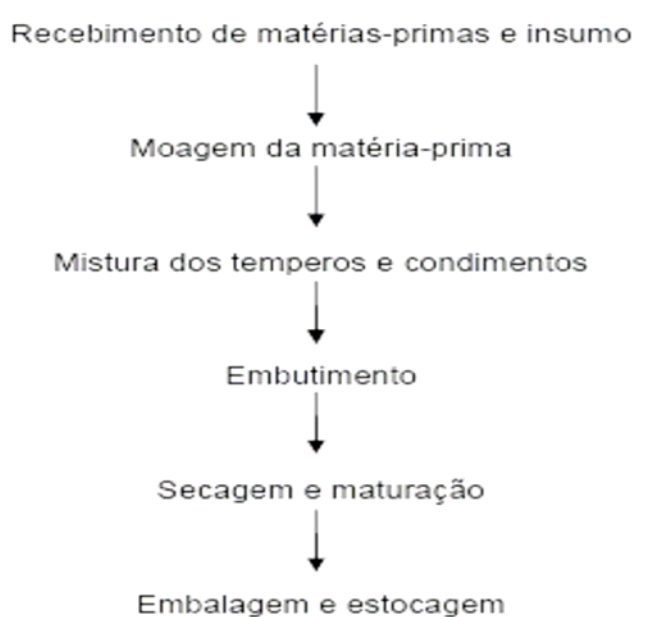 Recebimento de matérias-primas e insumo
Moagem da matéria-prima
Mistura dos temperos e condimentos
Embutimento
Secagem e maturação
Embalagem e estocagem